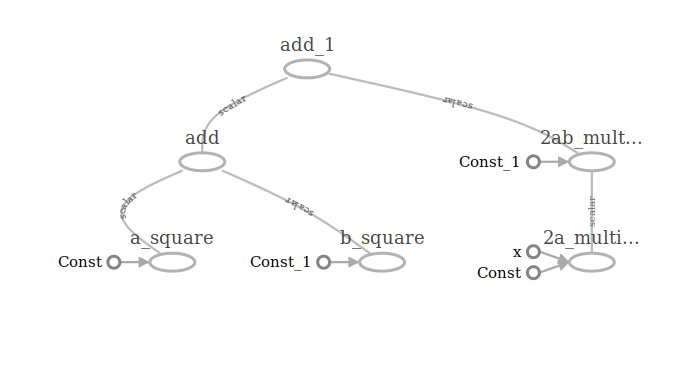 add_1
scalar
scalar
add
2ab_mult...
Const_1
scalar
scalar
scalar
a_square
b_square
2a_multi...
x
Const
Const_1
Const